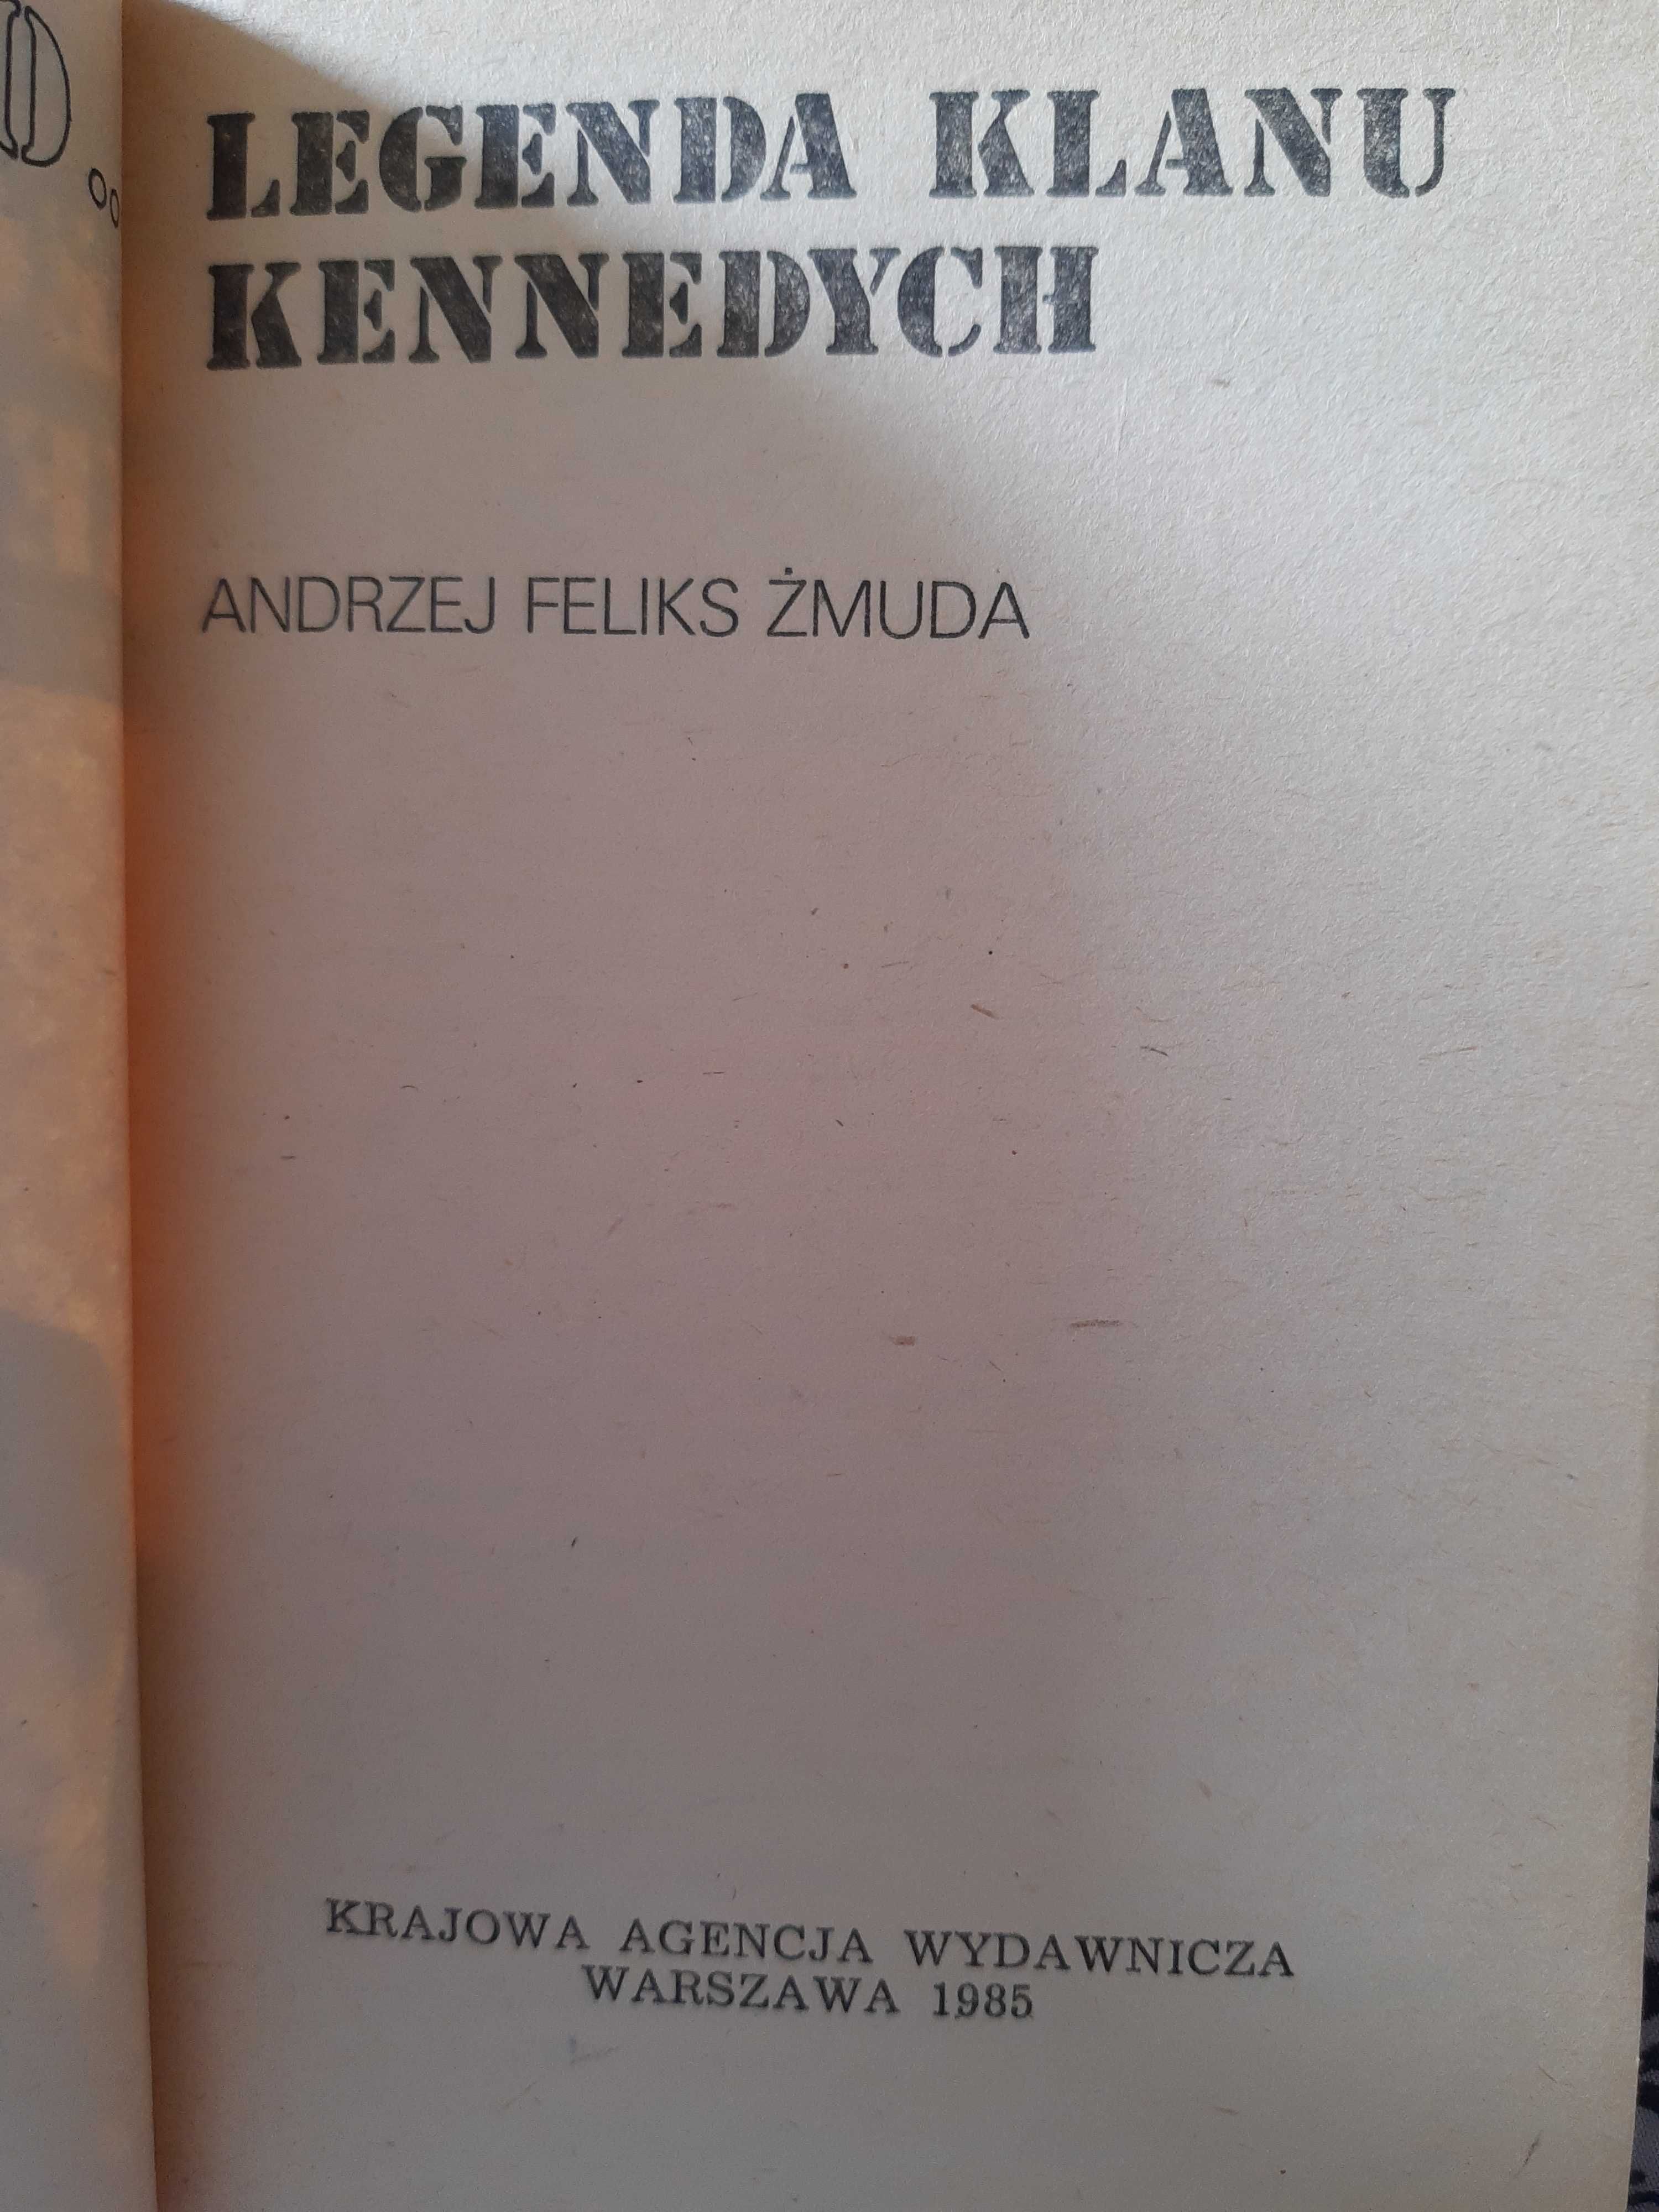 LEGENDA KLANU
KENNEDYCH
ANDRZEJ FELIKS ŻMUDA
KRAJOWA AGENCJA WYDAWNICZA
WARSZAWA 1985